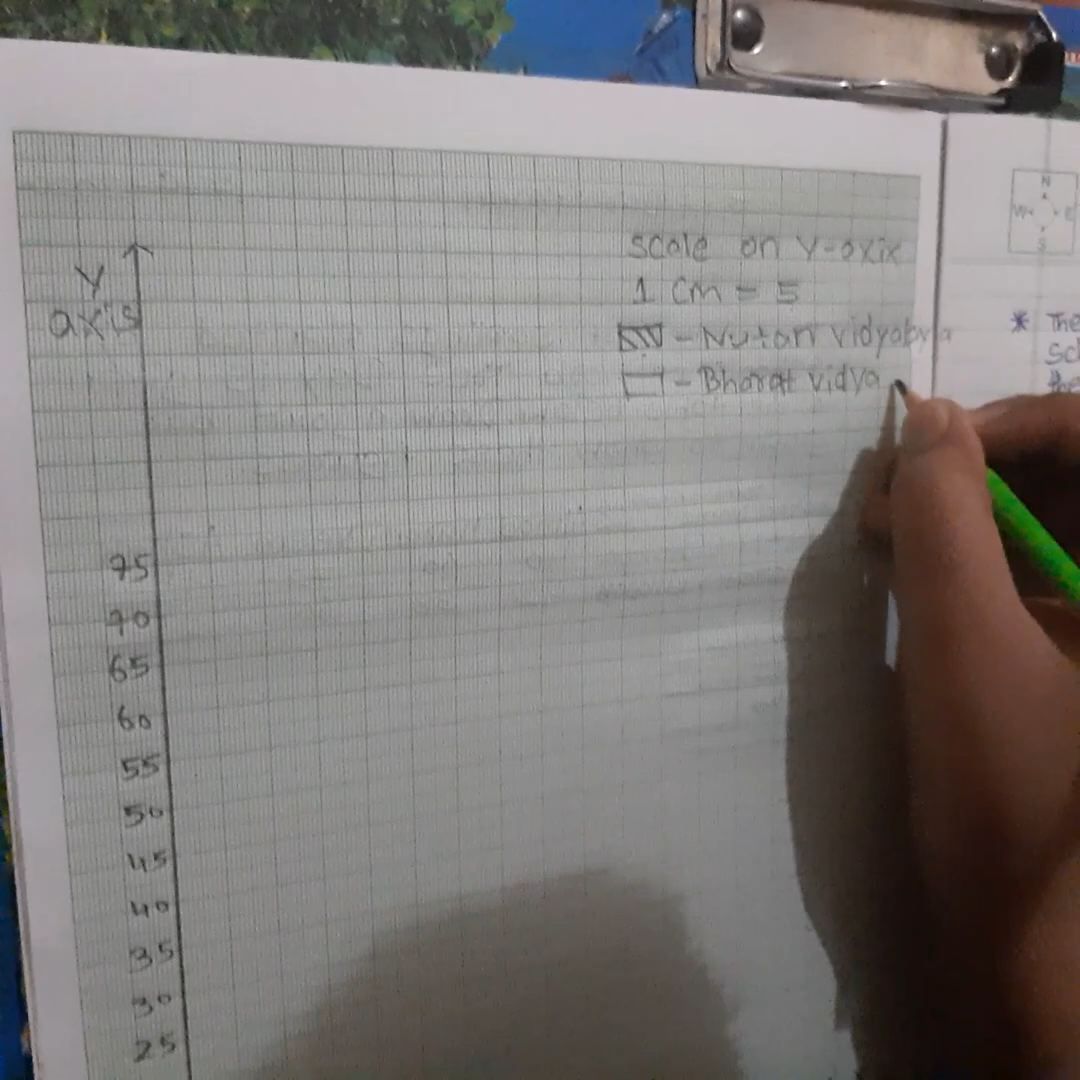 scale on Y-axix
Y
axis
1 cm = 5
- Nutan vidyalaya
- Bharat vidya
75
70
65
60
55
50
45
40
35
30
25
N
W E
S
* The